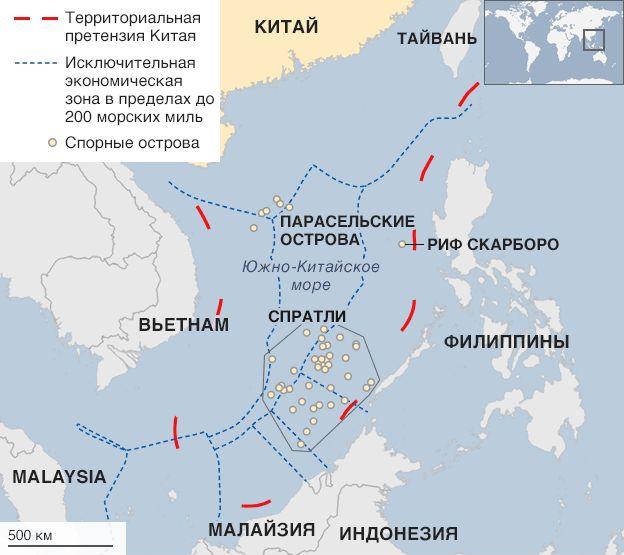 Территориальная
претензия Китая
Исключительная
экономическая
зона в пределах до
200 морских миль
Спорные острова
КИТАЙ
ТАЙВАНЬ
ПАРАСЕЛЬСКИЕ
ОСТРОВА
РИФ СКАРБОРО
Южно-Китайское
море
СПРАТЛИ
ВЬЕТНАМ
ФИЛИППИНЫ
MALAYSIA
МАЛАЙЗИЯ
ИНДОНЕЗИЯ
500 км